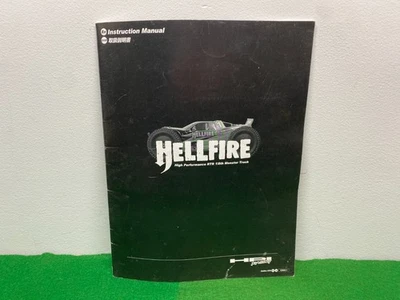 Instruction Manual
取扱説明書
HELLFIRE
HELLFIRE
High Performance RTR 1/8th Monster Truck